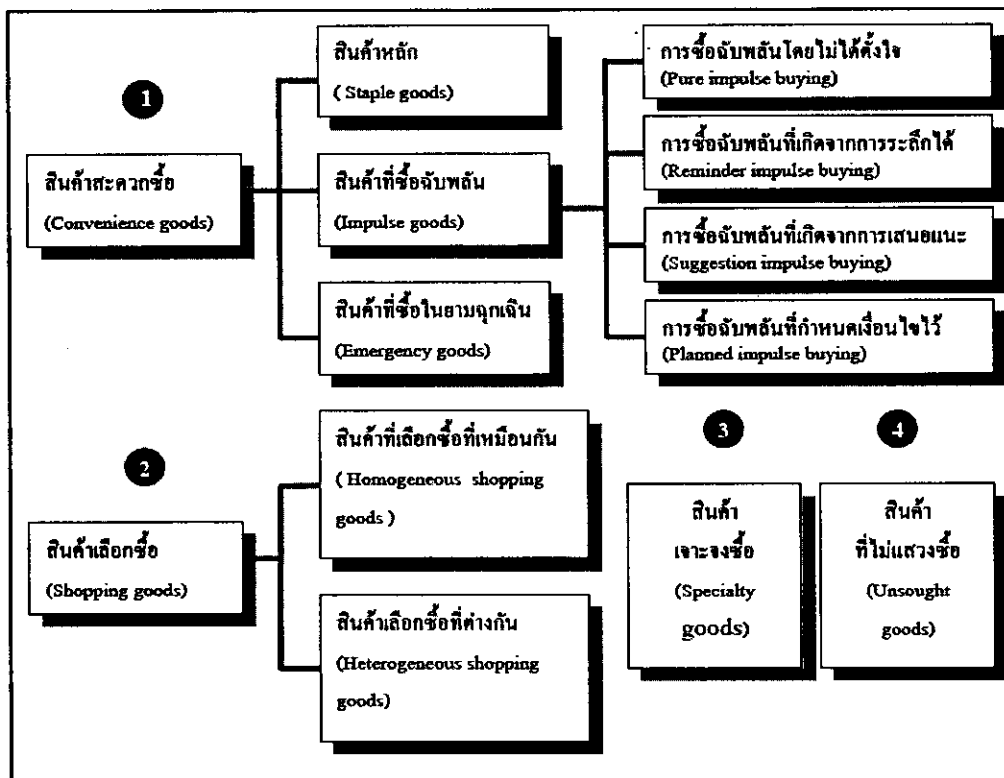 1
สินค้าสะดวกซื้อ
(Convenience goods)
สินค้าหลัก
( Staple goods)
สินค้าที่ซื้อฉับพลัน
(Impulse goods)
สินค้าที่ซื้อในยามฉุกเฉิน
(Emergency goods)
การซื้อฉับพลันโดยไม่ได้ตั้งใจ
(Pure impulse buying)
การซื้อฉับพลันที่เกิดจากการระลึกได้
(Reminder impulse buying)
การซื้อฉับพลันที่เกิดจากการเสนอแนะ
(Suggestion impulse buying)
การซื้อฉับพลันที่กำหนดเงื่อนไขไว้
(Planned impulse buying)
2
สินค้าเลือกซื้อ
(Shopping goods)
สินค้าที่เลือกซื้อที่เหมือนกัน
( Homogeneous shopping
goods )
สินค้าเลือกซื้อที่ต่างกัน
(Heterogeneous shopping
goods)
3
สินค้า
เจาะจงซื้อ
(Specialty
goods)
4
สินค้า
ที่ไม่แสวงซื้อ
(Unsought
goods)